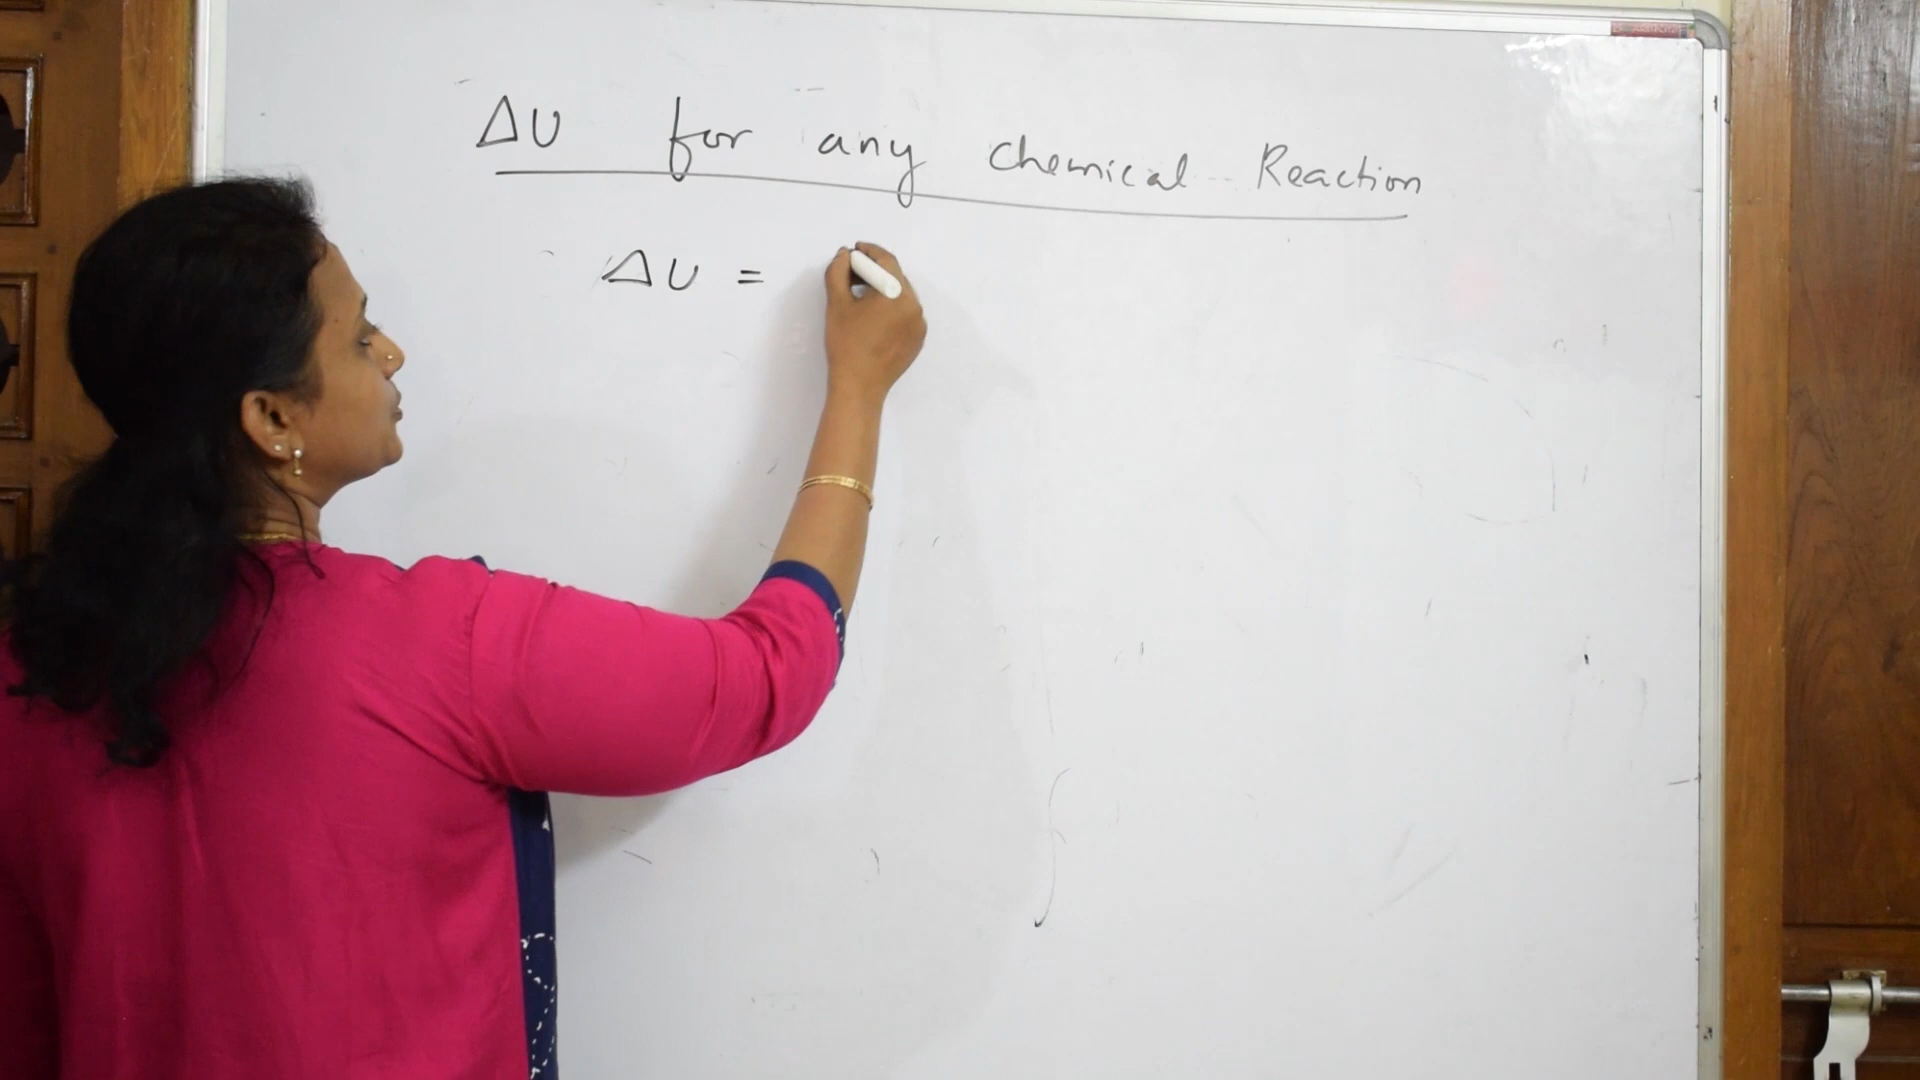 ΔU for any chemical Reaction
ΔU =